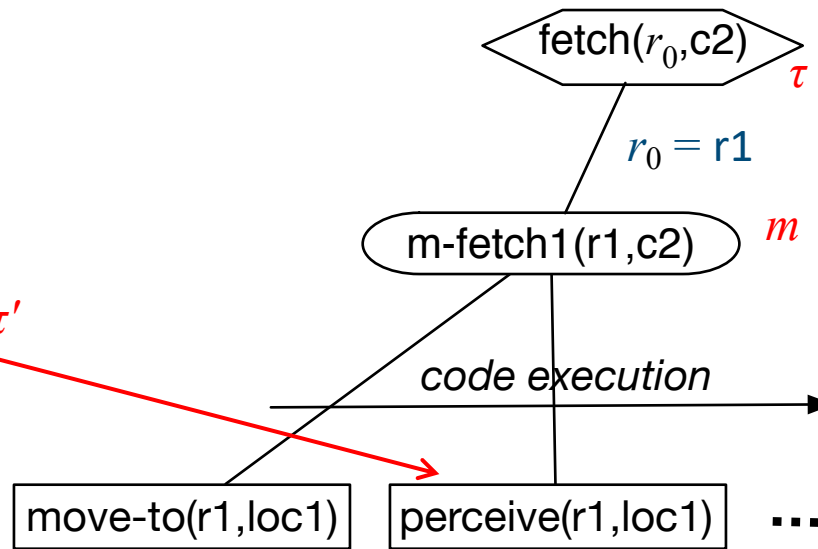 fetch(r₀,c2)
τ
r₀ = r1
m-fetch1(r1,c2)
m
τ′
code execution
move-to(r1,loc1)
perceive(r1,loc1)
...